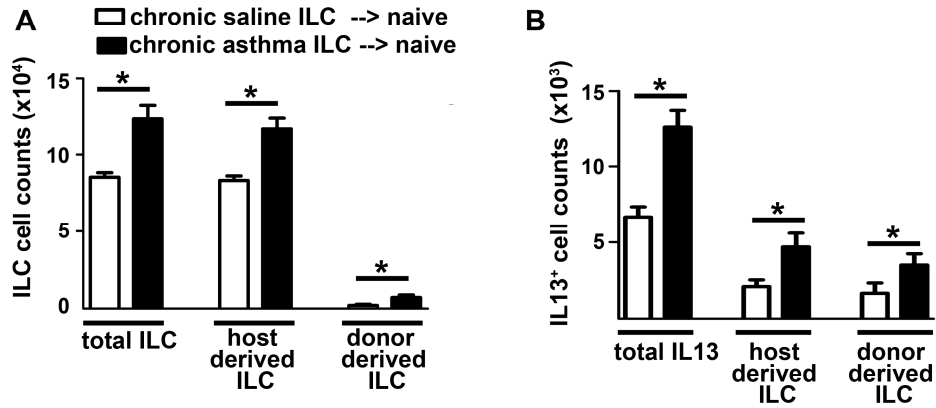 A
chronic saline ILC --> naive
chronic asthma ILC --> naive
ILC cell counts (x10⁴)
15
10
5
0
*
*
*
total ILC
host
derived
ILC
donor
derived
ILC
B
IL13⁺ cell counts (x10³)
15
10
5
*
*
*
total IL13
host
derived
ILC
donor
derived
ILC